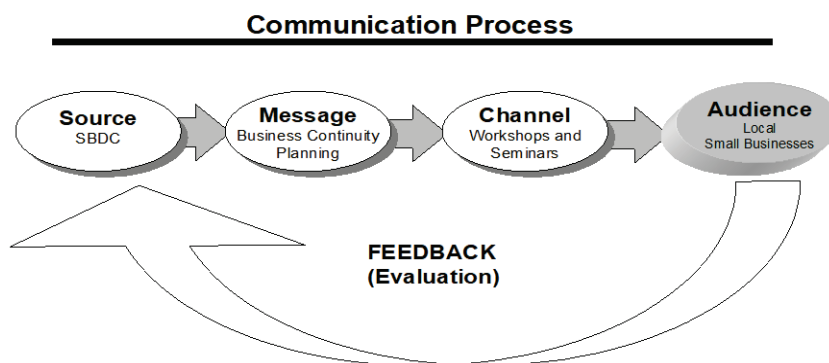 Communication Process
Source
SBDC
Message
Business Continuity
Planning
Channel
Workshops and
Seminars
Audience
Local
Small Businesses
FEEDBACK
(Evaluation)